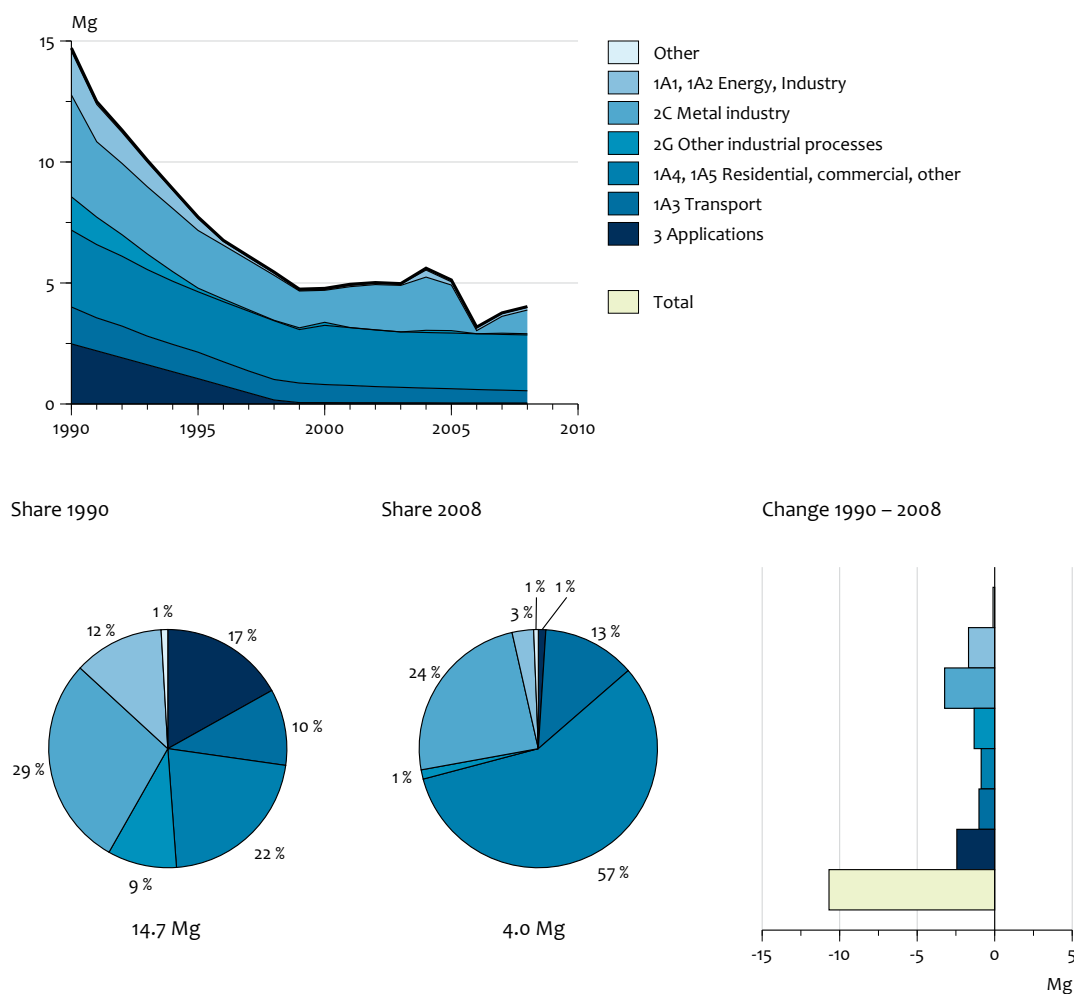 Mg
15
10
5
0
1990
1995
2000
2005
2010
Other
1A1, 1A2 Energy, Industry
2C Metal industry
2G Other industrial processes
1A4, 1A5 Residential, commercial, other
1A3 Transport
3 Applications
Total
Share 1990
1 %
17 %
10 %
22 %
9 %
29 %
12 %
14.7 Mg
Share 2008
1 %
1 %
13 %
57 %
1 %
24 %
3 %
4.0 Mg
Change 1990 – 2008
-15
-10
-5
0
5
Mg